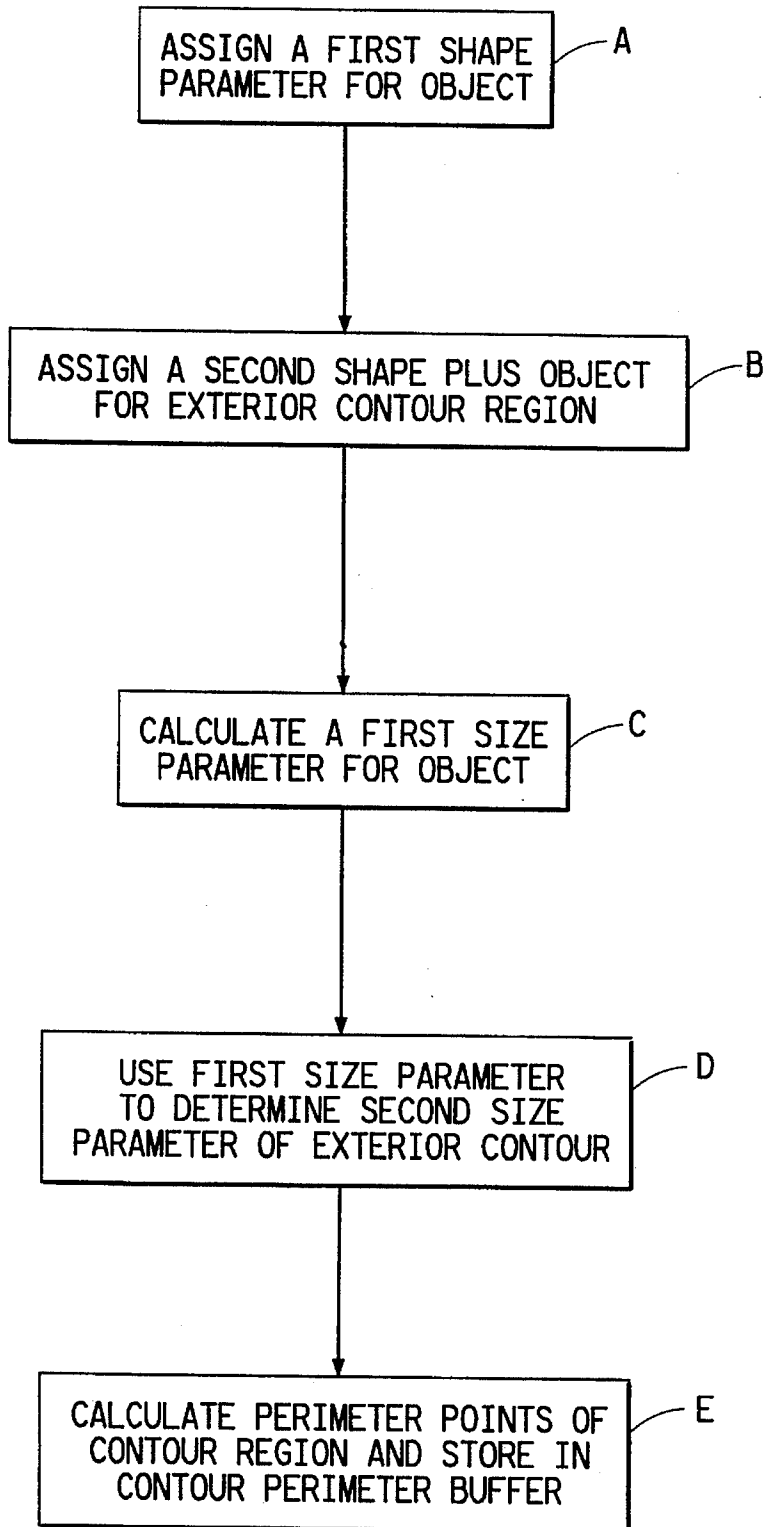 ASSIGN A FIRST SHAPE
PARAMETER FOR OBJECT
A
ASSIGN A SECOND SHAPE PLUS OBJECT
FOR EXTERIOR CONTOUR REGION
B
CALCULATE A FIRST SIZE
PARAMETER FOR OBJECT
C
USE FIRST SIZE PARAMETER
TO DETERMINE SECOND SIZE
PARAMETER OF EXTERIOR CONTOUR
D
CALCULATE PERIMETER POINTS OF
CONTOUR REGION AND STORE IN
CONTOUR PERIMETER BUFFER
E